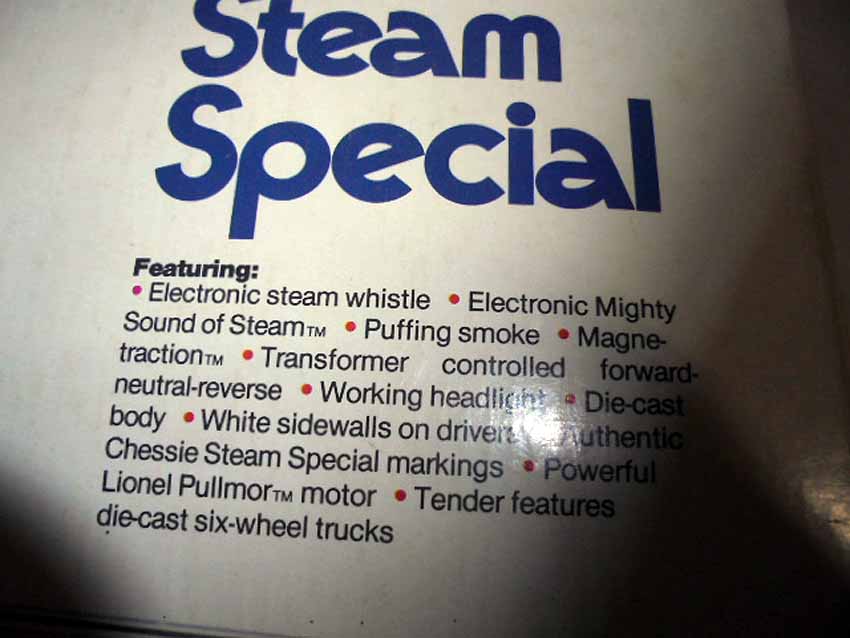 Steam
Special
Featuring:
• Electronic steam whistle • Electronic Mighty
Sound of Steam™ • Puffing smoke • Magne-
traction™ • Transformer controlled forward-
neutral-reverse • Working headlight • Die-cast
body • White sidewalls on drivers • Authentic
Chessie Steam Special markings • Powerful
Lionel Pullmor™ motor • Tender features
die-cast six-wheel trucks